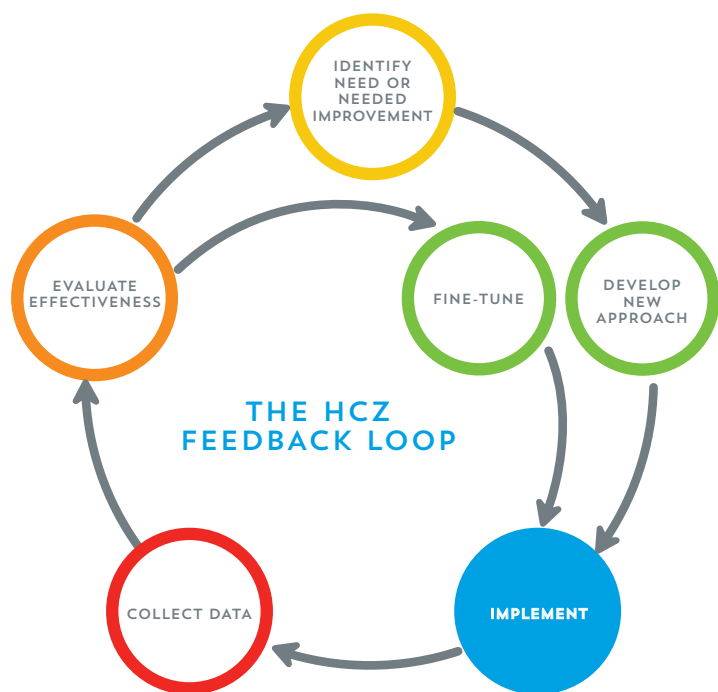 IDENTIFY
NEED OR
NEEDED
IMPROVEMENT
EVALUATE
EFFECTIVENESS
FINE-TUNE
DEVELOP
NEW
APPROACH
THE HCZ
FEEDBACK LOOP
COLLECT DATA
IMPLEMENT